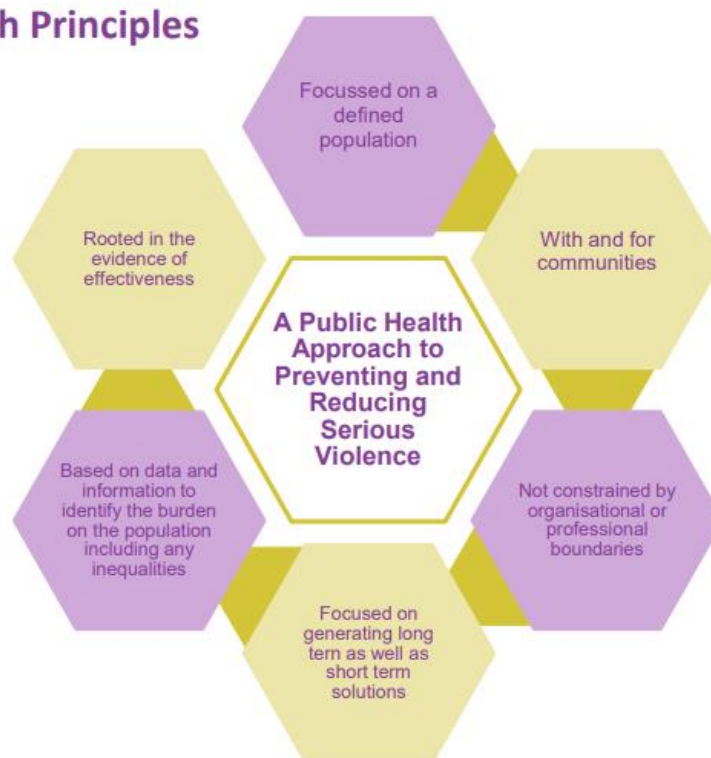 h Principles
Focussed on a
defined
population
With and for
communities
Not constrained by
organisational or
professional
boundaries
Focused on
generating long
tern as well as
short term
solutions
Based on data and
information to
identify the burden
on the population
including any
inequalities
Rooted in the
evidence of
effectiveness
A Public Health
Approach to
Preventing and
Reducing
Serious
Violence